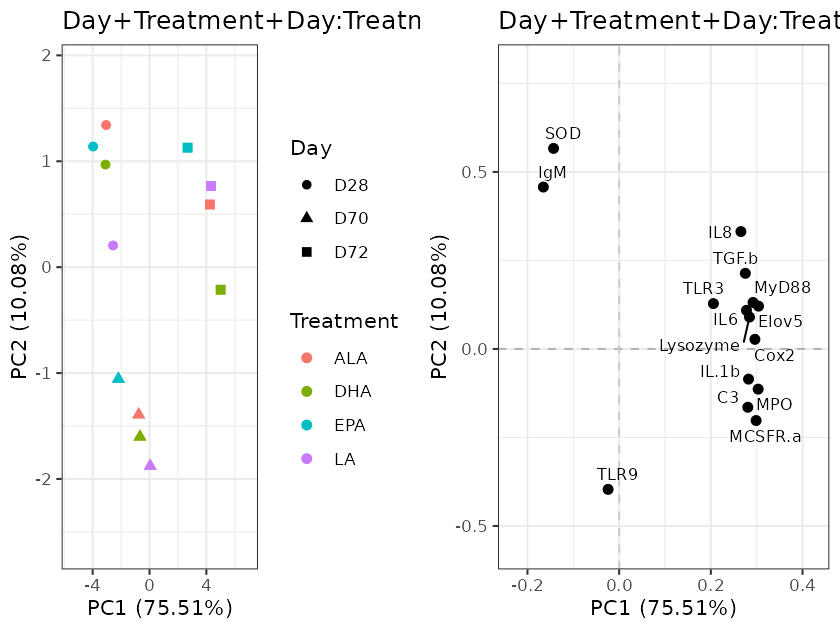 Day+Treatment+Day:Treatn
2
1
0
-1
-2
-4
0
4
PC1 (75.51%)
PC2 (10.08%)
Day
D28
D70
D72
Treatment
ALA
DHA
EPA
LA
Day+Treatment+Day:Treat
SOD
IgM
IL8
TGF.b
TLR3
MyD88
IL6
Elov5
Lysozyme
Cox2
IL.1b
C3
MPO
MCSFR.a
TLR9
0.5
0.0
-0.5
-0.2
0.0
0.2
0.4
PC1 (75.51%)
PC2 (10.08%)